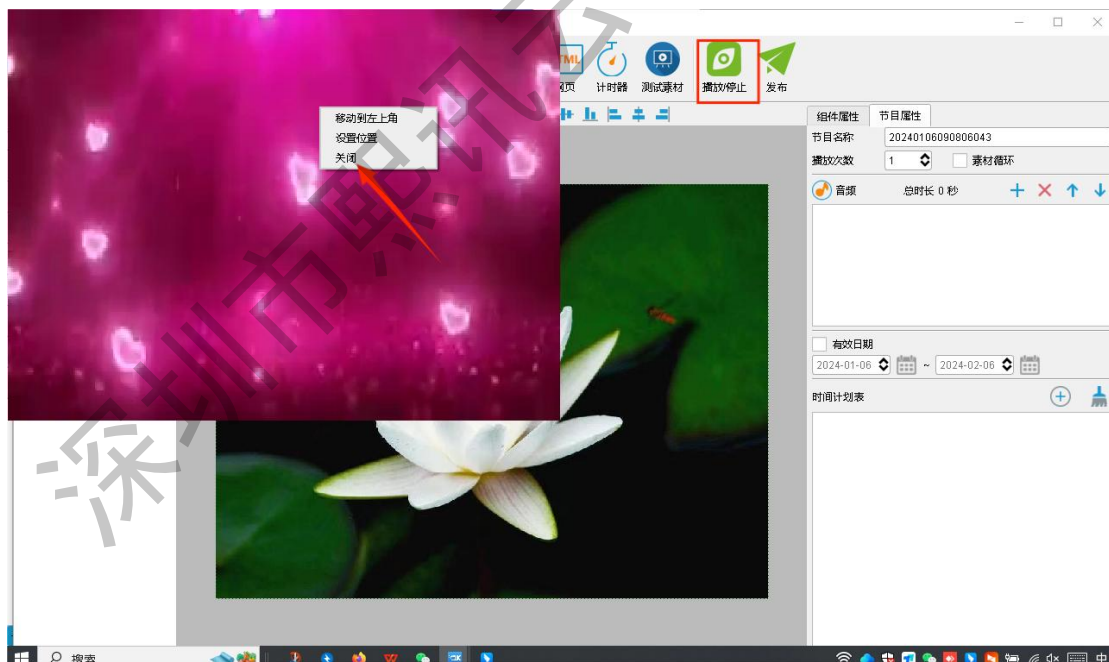 网页 计时器 测试素材 播放/停止 发布
移动到左上角
设置位置
关闭
组件属性 节目属性
节目名称 20240106090806043
播放次数 1 素材循环
音频 总时长 0 秒
有效日期
2024-01-06 ~ 2024-02-06
时间计划表
深圳市熙讯云
搜索
中